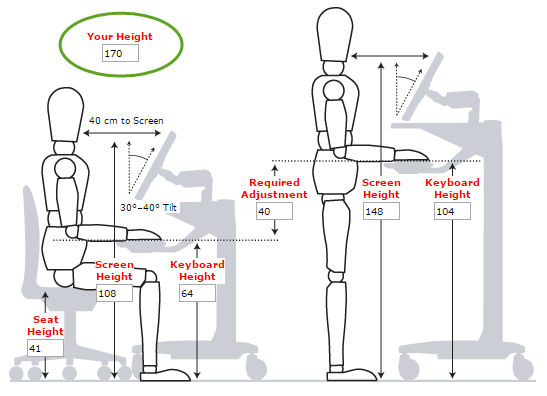 Your Height
170
40 cm to Screen
30°–40° Tilt
Required
Adjustment
40
Screen
Height
148
Keyboard
Height
104
Screen
Height
108
Keyboard
Height
64
Seat
Height
41